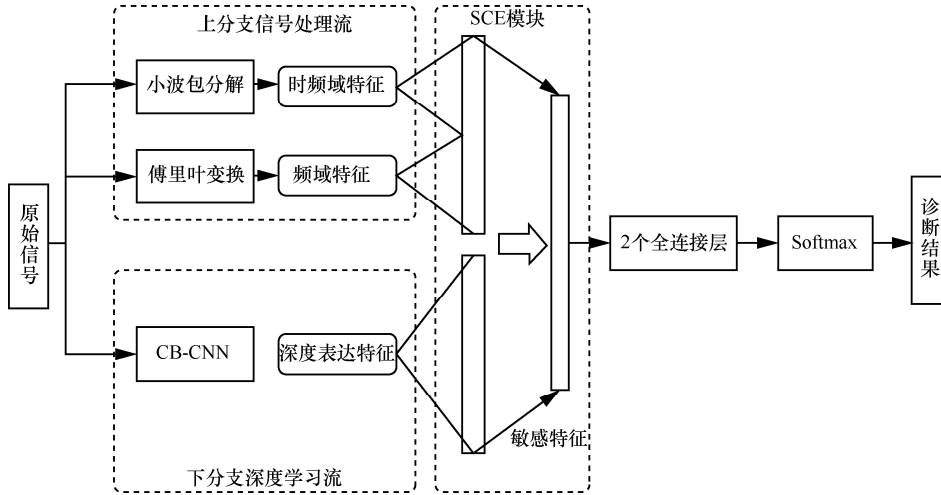 上分支信号处理流
SCE模块
小波包分解
时频域特征
傅里叶变换
频域特征
原始信号
2个全连接层
Softmax
诊断结果
CB-CNN
深度表达特征
敏感特征
下分支深度学习流